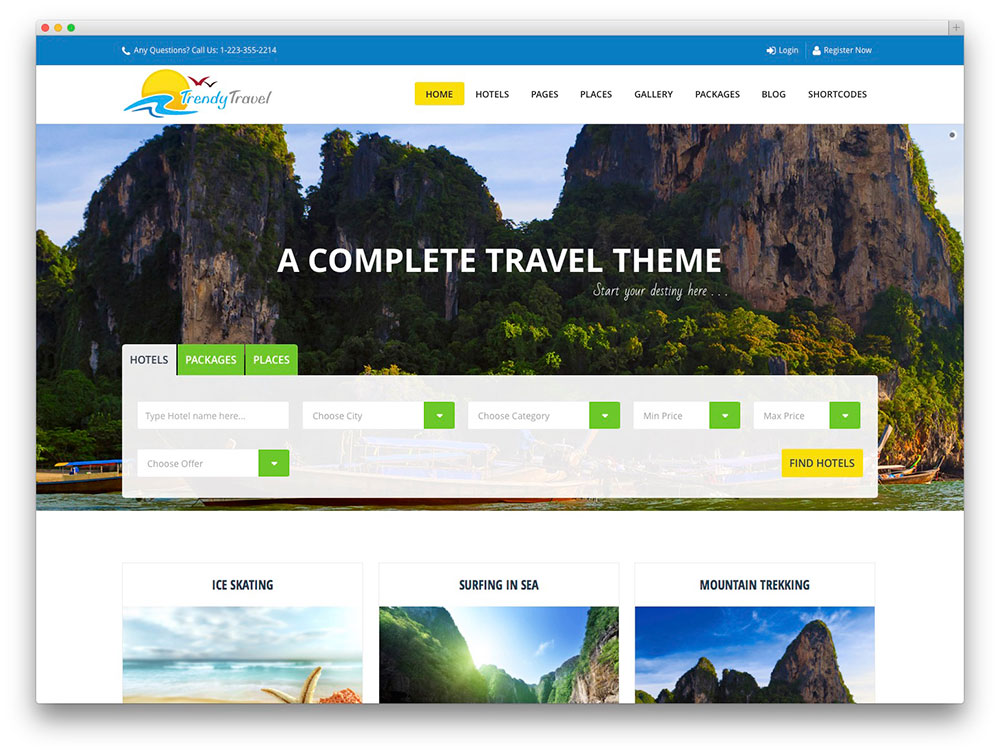 Any Questions? Call Us: 1-223-355-2214
Login
Register Now
TrendyTravel
HOME
HOTELS
PAGES
PLACES
GALLERY
PACKAGES
BLOG
SHORTCODES
A COMPLETE TRAVEL THEME
Start your destiny here . . .
HOTELS
PACKAGES
PLACES
Type Hotel name here...
Choose City
Choose Category
Min Price
Max Price
Choose Offer
FIND HOTELS
ICE SKATING
SURFING IN SEA
MOUNTAIN TREKKING